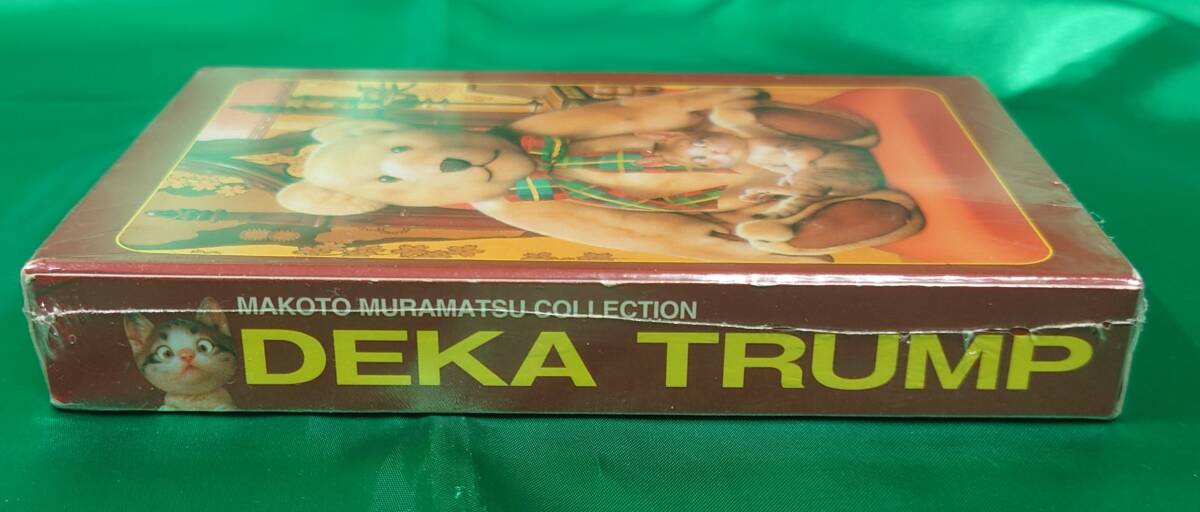 MAKOTO MURAMATSU COLLECTION
DEKA TRUMP